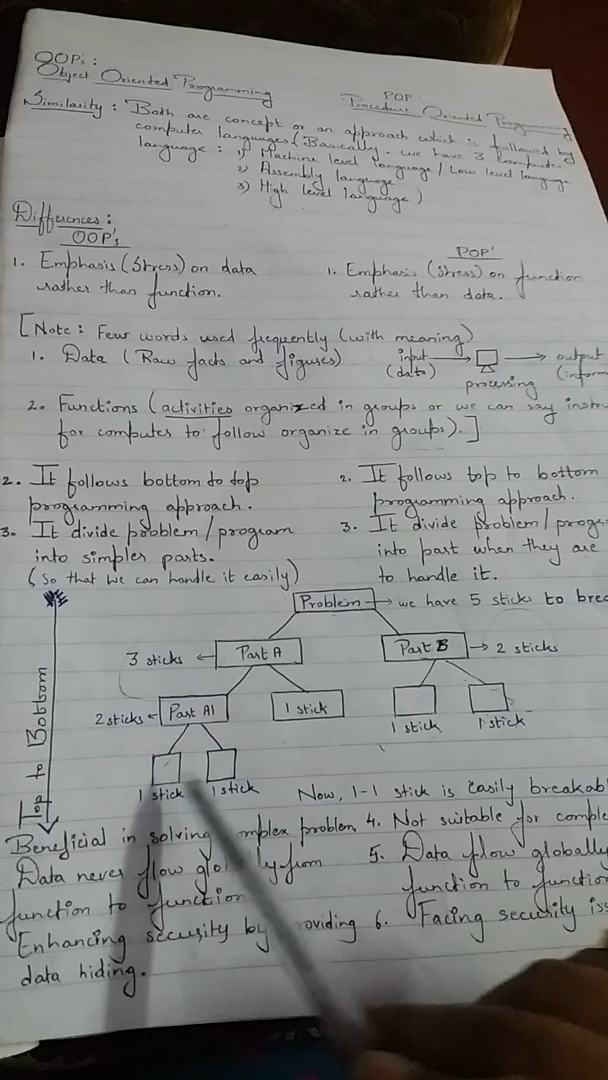 OOPs:
Object Oriented Programming
POP
Procedure Oriented Programming
Similarity: Both are concept or an approach which is followed by
computer languages (Basically, we have 3 computer
language: 1) Machine level language / Low level language
2) Assembly language
3) High level language)
Differences:
OOP's
POP'
1. Emphasis (Stress) on data
rather than function.
1. Emphasis (Stress) on function
rather than data.
[Note: Few words used frequently (with meaning)
1. Data (Raw facts and figures)
input (data) → processing → output (inform
2. Functions (activities organized in groups or we can say instru
for computes to follow organize in groups).]
2. It follows bottom to top
programming approach.
2. It follows top to bottom
programming approach.
3. It divide problem/program
into simples parts.
(So that we can handle it easily)
3. It divide problem/progr
into part when they are
to handle it.
Problem → we have 5 sticks to brea
3 sticks ← Part A
Part B → 2 sticks
2 sticks ← Part A1
1 stick
1 stick
1 stick
1 stick
1 stick
Top to Bottom
Now, 1-1 stick is easily breakabl
Beneficial in solving omplex problem
4. Not suitable for comple
Data never flow from
function to function
5. Data flow globally
function to function
Enhancing security by oviding
data hiding.
6. Facing security iss